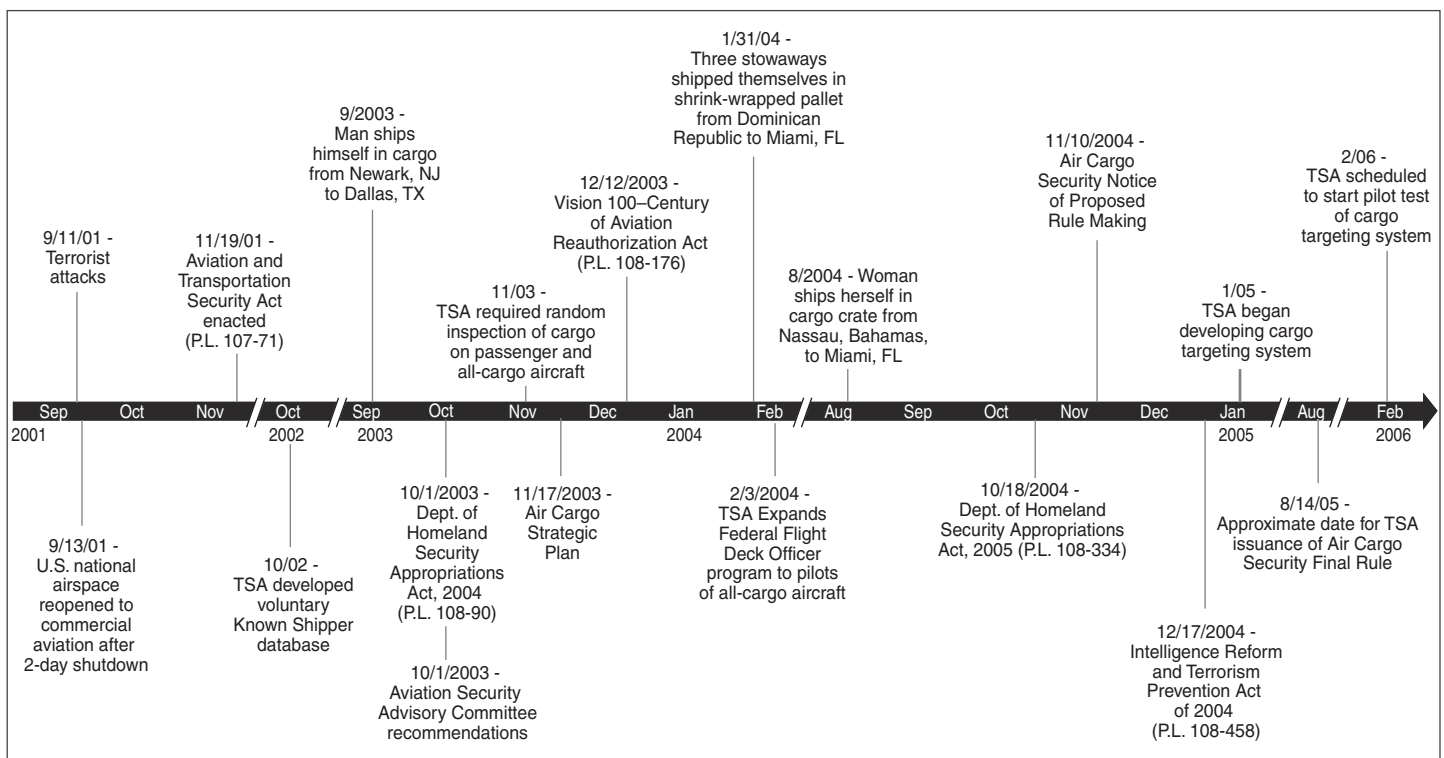 1/31/04 -
Three stowaways
shipped themselves in
shrink-wrapped pallet
from Dominican
Republic to Miami, FL
9/2003 -
Man ships
himself in cargo
from Newark, NJ
to Dallas, TX
11/10/2004 -
Air Cargo
Security Notice
of Proposed
Rule Making
2/06 -
TSA scheduled
to start pilot test
of cargo
targeting system
12/12/2003 -
Vision 100–Century
of Aviation
Reauthorization Act
(P.L. 108-176)
9/11/01 -
Terrorist
attacks
11/19/01 -
Aviation and
Transportation
Security Act
enacted
(P.L. 107-71)
11/03 -
TSA required random
inspection of cargo
on passenger and
all-cargo aircraft
8/2004 - Woman
ships herself in
cargo crate from
Nassau, Bahamas,
to Miami, FL
1/05 -
TSA began
developing cargo
targeting system
Sep Oct Nov Oct Sep Oct Nov Dec Jan Feb Aug Sep Oct Nov Dec Jan Aug Feb
2001 2002 2003 2004 2005 2006
9/13/01 -
U.S. national
airspace
reopened to
commercial
aviation after
2-day shutdown
10/02 -
TSA developed
voluntary
Known Shipper
database
10/1/2003 -
Dept. of
Homeland
Security
Appropriations
Act, 2004
(P.L. 108-90)
10/1/2003 -
Aviation Security
Advisory Committee
recommendations
11/17/2003 -
Air Cargo
Strategic
Plan
2/3/2004 -
TSA Expands
Federal Flight
Deck Officer
program to pilots
of all-cargo aircraft
10/18/2004 -
Dept. of Homeland
Security Appropriations
Act, 2005 (P.L. 108-334)
12/17/2004 -
Intelligence Reform
and Terrorism
Prevention Act
of 2004
(P.L. 108-458)
8/14/05 -
Approximate date for TSA
issuance of Air Cargo
Security Final Rule